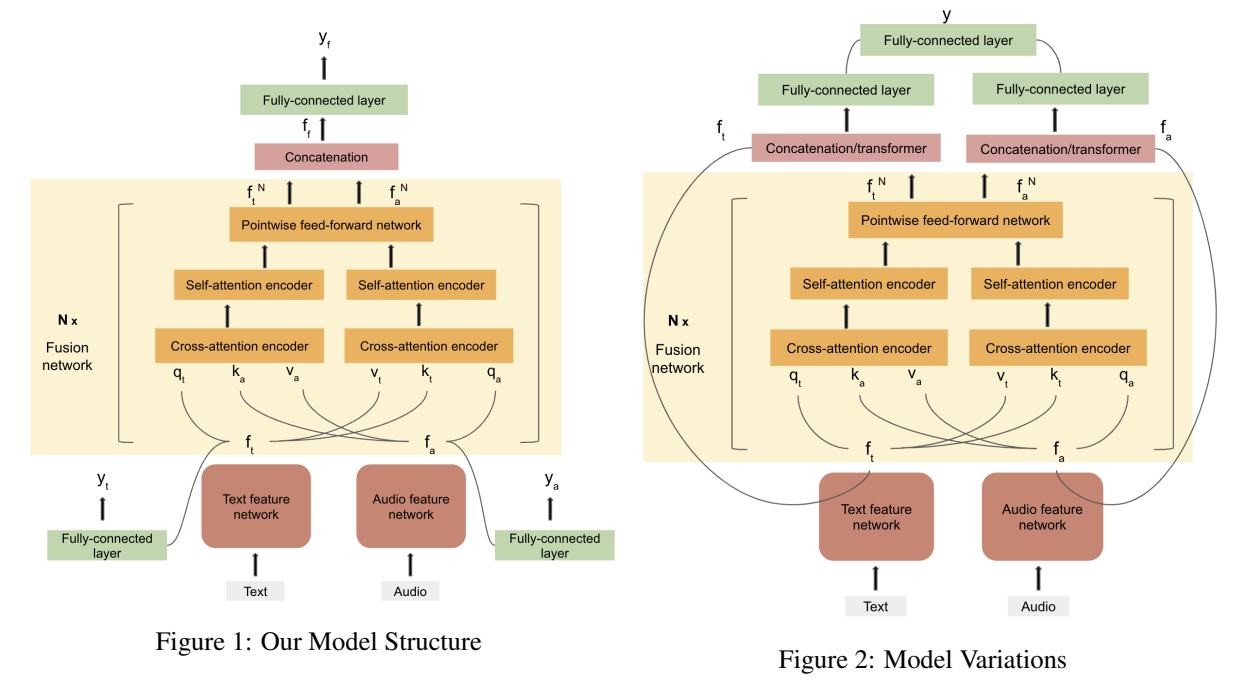 y_f
Fully-connected layer
f_f
Concatenation
f_t^N f_a^N
Pointwise feed-forward network
Self-attention encoder Self-attention encoder
N x
Fusion
network
Cross-attention encoder Cross-attention encoder
q_t k_a v_a v_t k_t q_a
f_t f_a
y_t y_a
Text feature
network
Audio feature
network
Fully-connected
layer
Fully-connected
layer
Text Audio
Figure 1: Our Model Structure
y
Fully-connected layer
Fully-connected layer Fully-connected layer
f_t f_a
Concatenation/transformer Concatenation/transformer
f_t^N f_a^N
Pointwise feed-forward network
Self-attention encoder Self-attention encoder
N x
Fusion
network
Cross-attention encoder Cross-attention encoder
q_t k_a v_a v_t k_t q_a
f_t f_a
Text feature
network
Audio feature
network
Text Audio
Figure 2: Model Variations